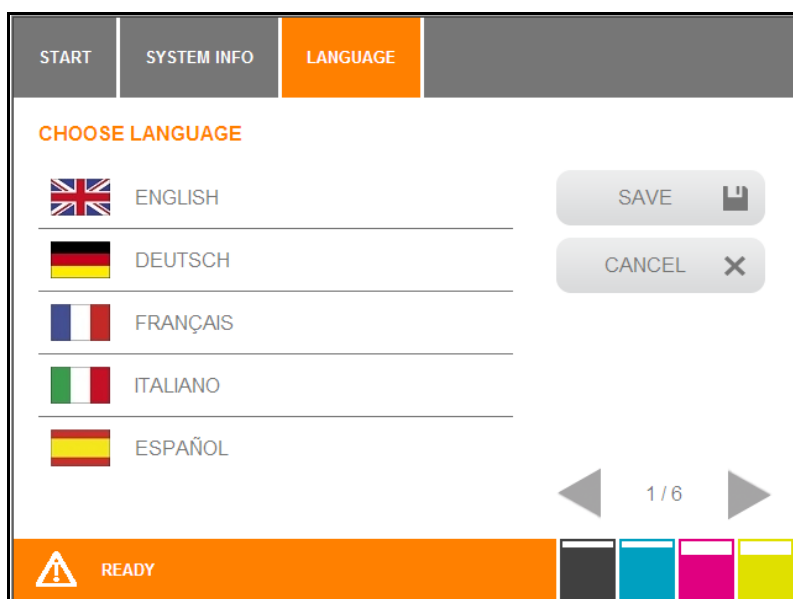 START SYSTEM INFO LANGUAGE
CHOOSE LANGUAGE
ENGLISH
SAVE
DEUTSCH
CANCEL
FRANÇAIS
ITALIANO
ESPAÑOL
1 / 6
READY